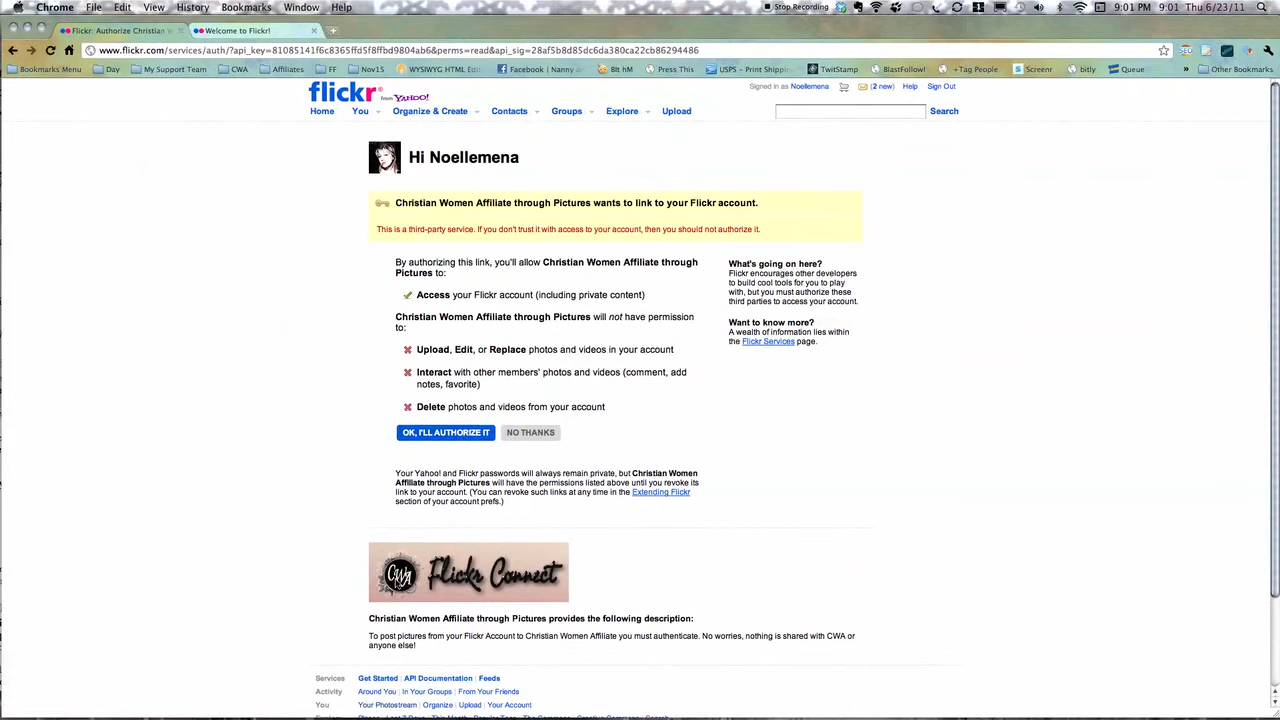 Chrome File Edit View History Bookmarks Window Help Stop Recording 9:01 PM 9:01 Thu 6/23/11
Flickr: Authorize Christian W Welcome to Flickr!
www.flickr.com/services/auth/?api_key=81085141f6c8365ffd5f8ffbd9804ab6&perms=read&api_sig=28af5b8d85dc6da380ca22cb86294486
Bookmarks Menu Day My Support Team CWA Affiliates FF Nov15 WYSIWYG HTML Edit Facebook | Nanny a Blt hM Press This USPS - Print Shippin TwitStamp BlastFollow! +Tag People Screenr bitly Queue » Other Bookmarks
flickr from YAHOO!
Signed in as Noellemena (2 new) Help Sign Out
Home You Organize & Create Contacts Groups Explore Upload Search
Hi Noellemena
Christian Women Affiliate through Pictures wants to link to your Flickr account.
This is a third-party service. If you don't trust it with access to your account, then you should not authorize it.
By authorizing this link, you'll allow Christian Women Affiliate through
Pictures to:
Access your Flickr account (including private content)
Christian Women Affiliate through Pictures will not have permission
to:
Upload, Edit, or Replace photos and videos in your account
Interact with other members' photos and videos (comment, add
notes, favorite)
Delete photos and videos from your account
OK, I'LL AUTHORIZE IT NO THANKS
Your Yahoo! and Flickr passwords will always remain private, but Christian Women
Affiliate through Pictures will have the permissions listed above until you revoke its
link to your account. (You can revoke such links at any time in the Extending Flickr
section of your account prefs.)
What's going on here?
Flickr encourages other developers
to build cool tools for you to play
with, but you must authorize these
third parties to access your account.
Want to know more?
A wealth of information lies within
the Flickr Services page.
CWA Flickr Connect
Christian Women Affiliate through Pictures provides the following description:
To post pictures from your Flickr Account to Christian Women Affiliate you must authenticate. No worries, nothing is shared with CWA or
anyone else!
Services Get Started | API Documentation | Feeds
Activity Around You | In Your Groups | From Your Friends
You Your Photostream | Organize | Upload | Your Account